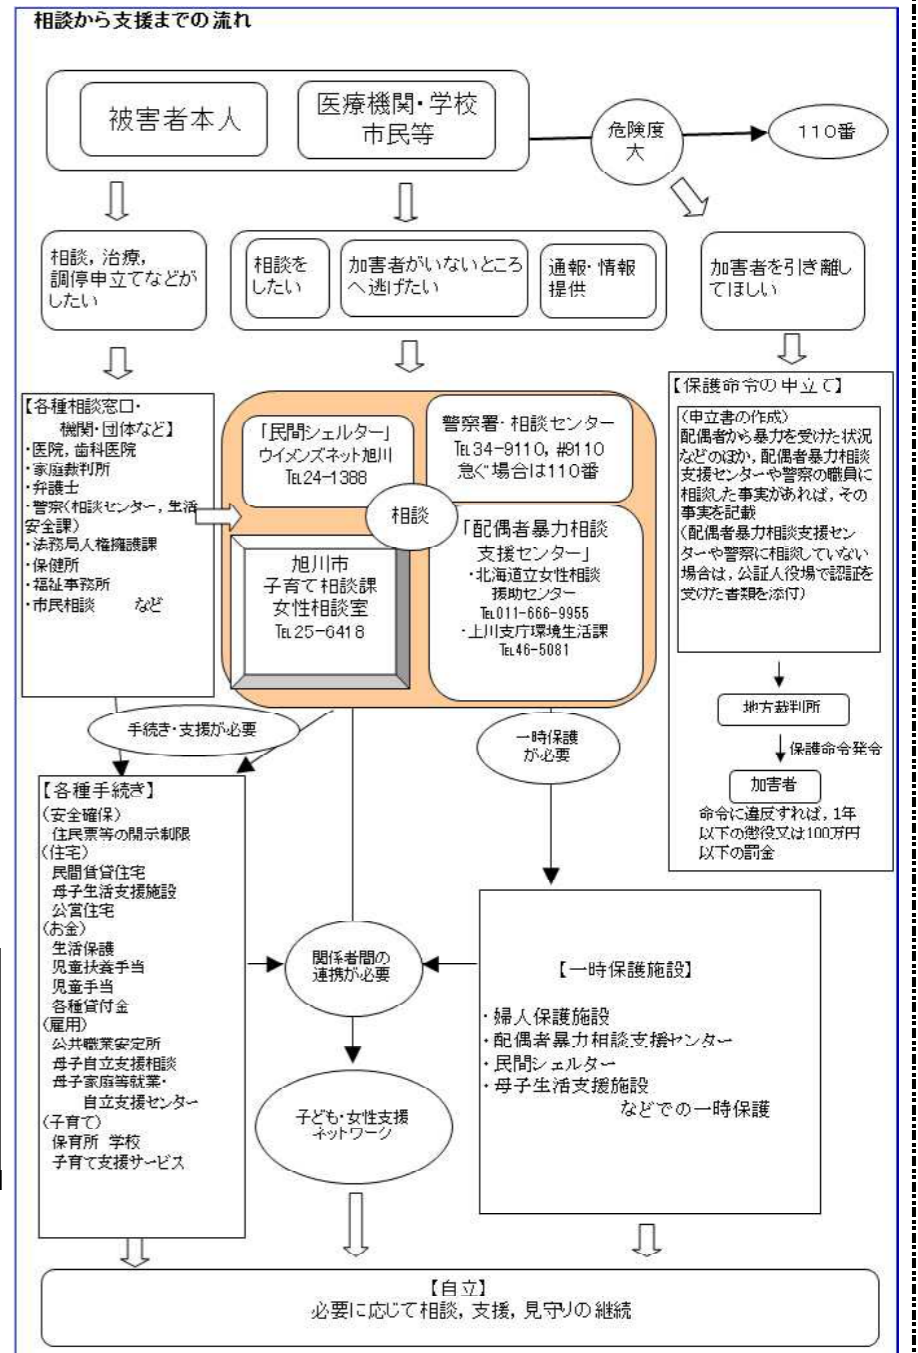 相談から支援までの流れ
被害者本人
医療機関・学校
市民等
危険度
大
110番
相談，治療，
調停申立てなどが
したい
相談を
したい
加害者がいないところ
へ逃げたい
通報・情報
提供
加害者を引き離し
てほしい
【各種相談窓口・
機関・団体など】
・医院，歯科医院
・家庭裁判所
・弁護士
・警察（相談センター，生活
安全課）
・法務局人権擁護課
・保健所
・福祉事務所
・市民相談　　など
「民間シェルター」
ウイメンズネット旭川
℡24-1388
警察署・相談センター
℡34-9110，#9110
急ぐ場合は110番
相談
旭川市
子育て相談課
女性相談室
℡25-6418
「配偶者暴力相談
支援センター」
・北海道立女性相談
援助センター
℡011-666-9955
・上川支庁環境生活課
℡46-5081
【保護命令の申立て】
（申立書の作成）
配偶者から暴力を受けた状況
などのほか，配偶者暴力相談
支援センターや警察の職員に
相談した事実があれば，その
事実を記載
（配偶者暴力相談支援セン
ターや警察に相談していない
場合は，公証人役場で認証を
受けた書類を添付）
地方裁判所
保護命令発令
加害者
命令に違反すれば，1年
以下の懲役又は100万円
以下の罰金
手続き・支援が必要
一時保護
が必要
【各種手続き】
（安全確保）
住民票等の開示制限
（住宅）
民間賃貸住宅
母子生活支援施設
公営住宅
（お金）
生活保護
児童扶養手当
児童手当
各種貸付金
（雇用）
公共職業安定所
母子自立支援相談
母子家庭等就業・
自立支援センター
（子育て）
保育所 学校
子育て支援サービス
関係者間の
連携が必要
子ども・女性支援
ネットワーク
【一時保護施設】
・婦人保護施設
・配偶者暴力相談支援センター
・民間シェルター
・母子生活支援施設
などでの一時保護
【自立】
必要に応じて相談，支援，見守りの継続